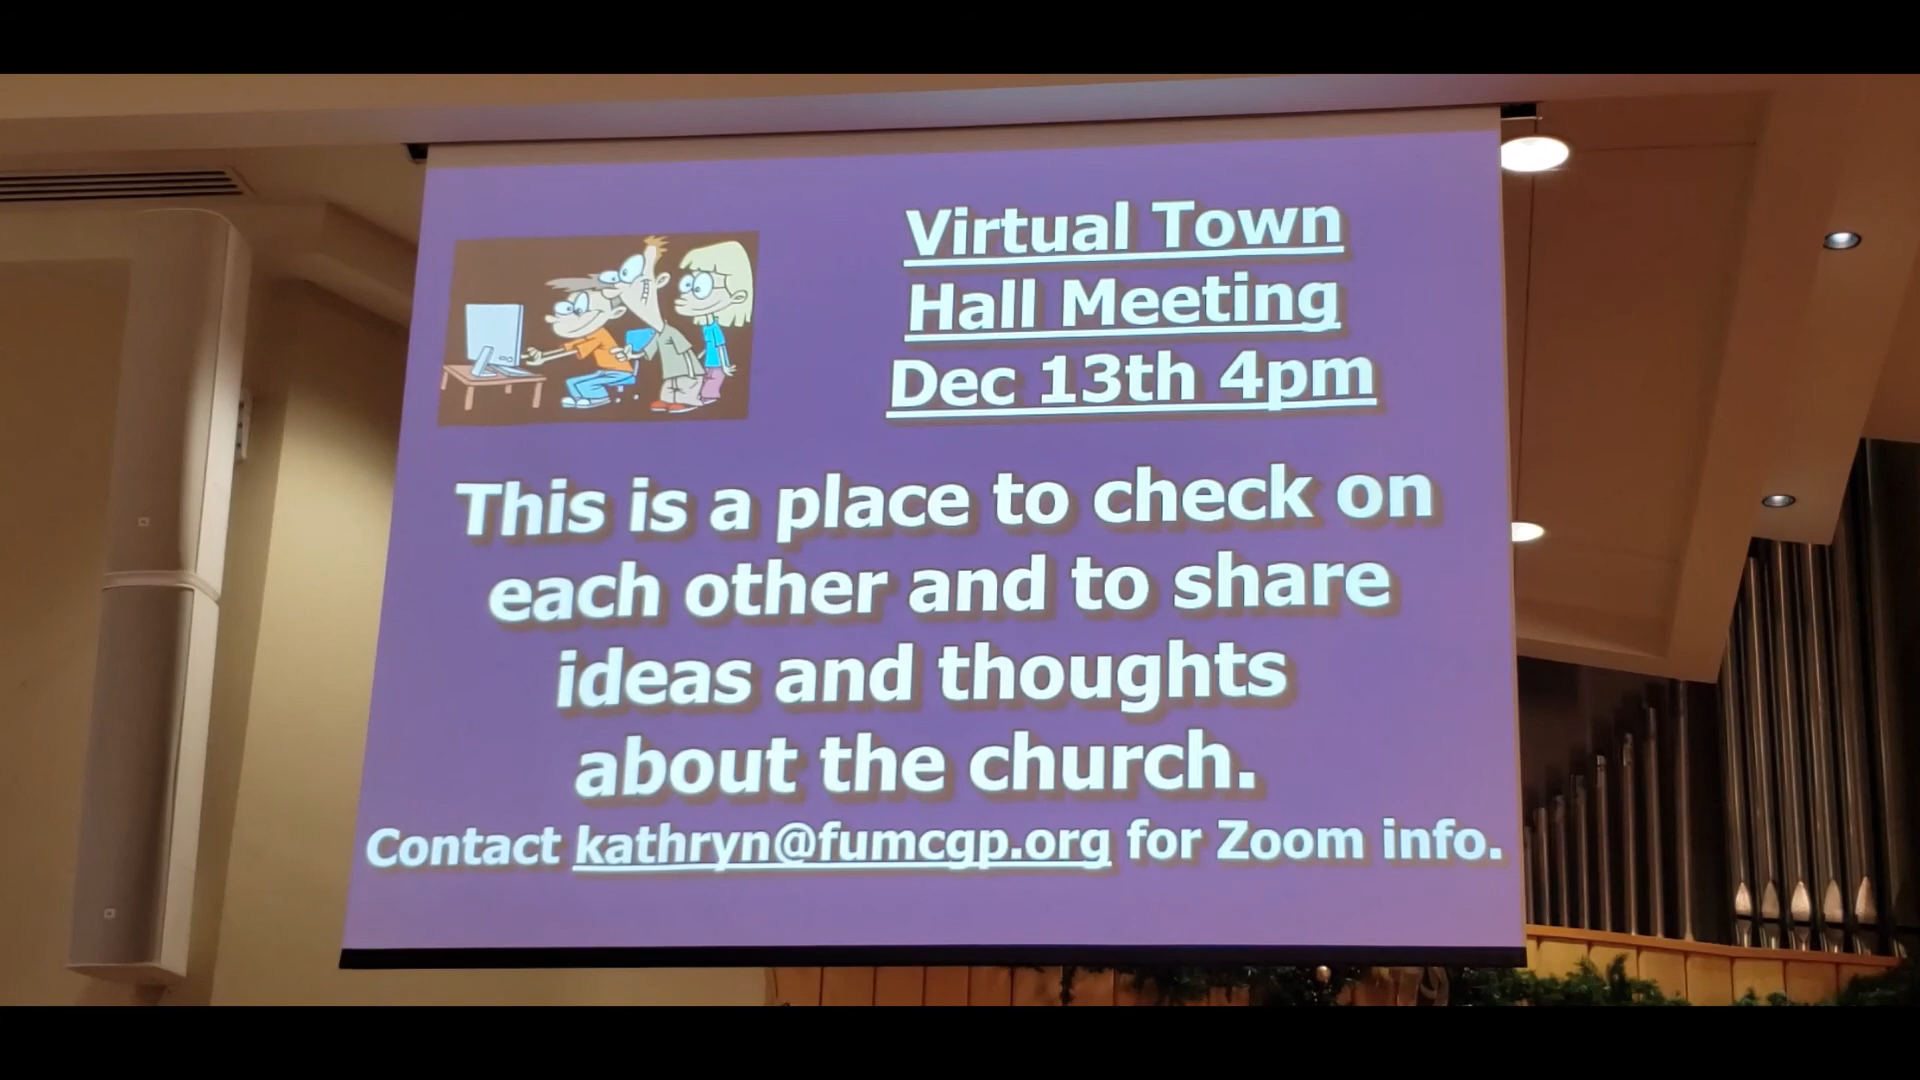 Virtual Town
Hall Meeting
Dec 13th 4pm
This is a place to check on
each other and to share
ideas and thoughts
about the church.
Contact kathryn@fumcgp.org for Zoom info.